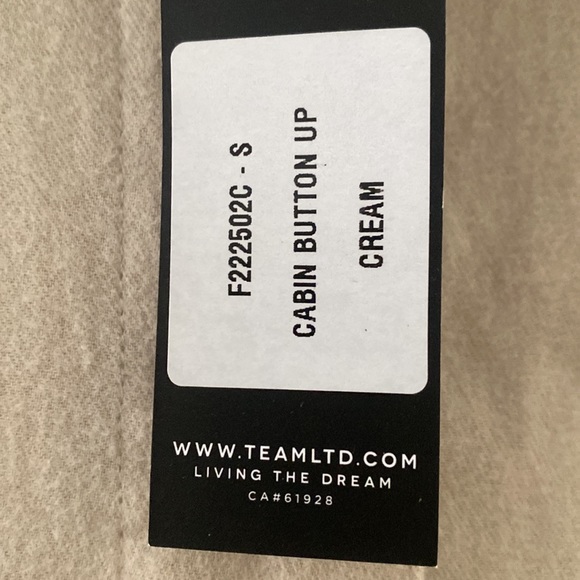 F222502C - S
CABIN BUTTON UP
CREAM
WWW.TEAMLTD.COM
LIVING THE DREAM
CA#61928